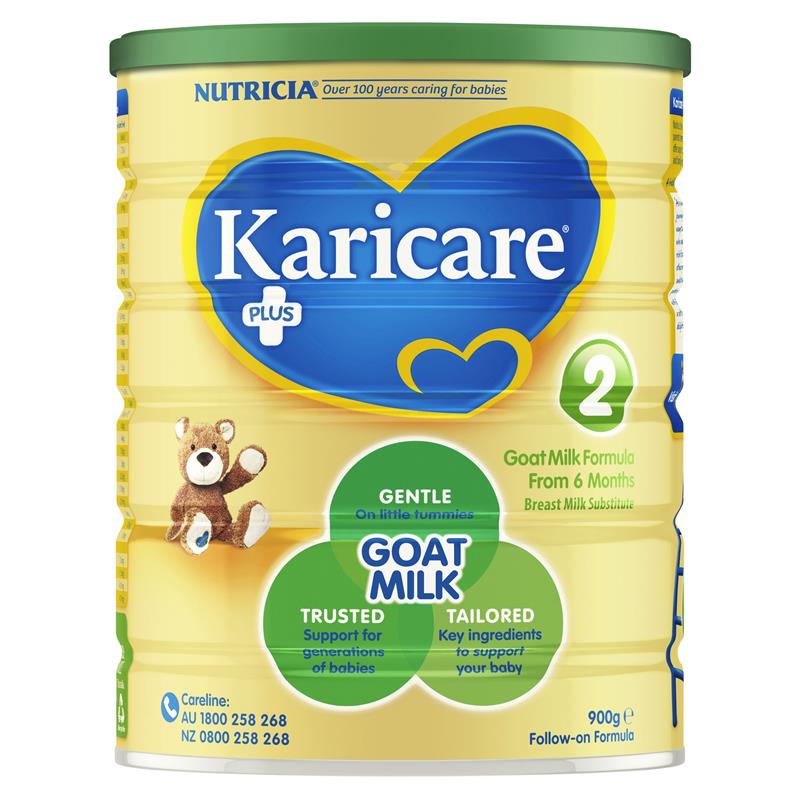 NUTRICIA® Over 100 years caring for babies
Karicare®
PLUS
2
Goat Milk Formula
From 6 Months
Breast Milk Substitute
GENTLE
On little tummies
GOAT
MILK
TRUSTED
Support for
generations
of babies
TAILORED
Key ingredients
to support
your baby
Careline:
AU 1800 258 268
NZ 0800 258 268
900g ℮
Follow-on Formula